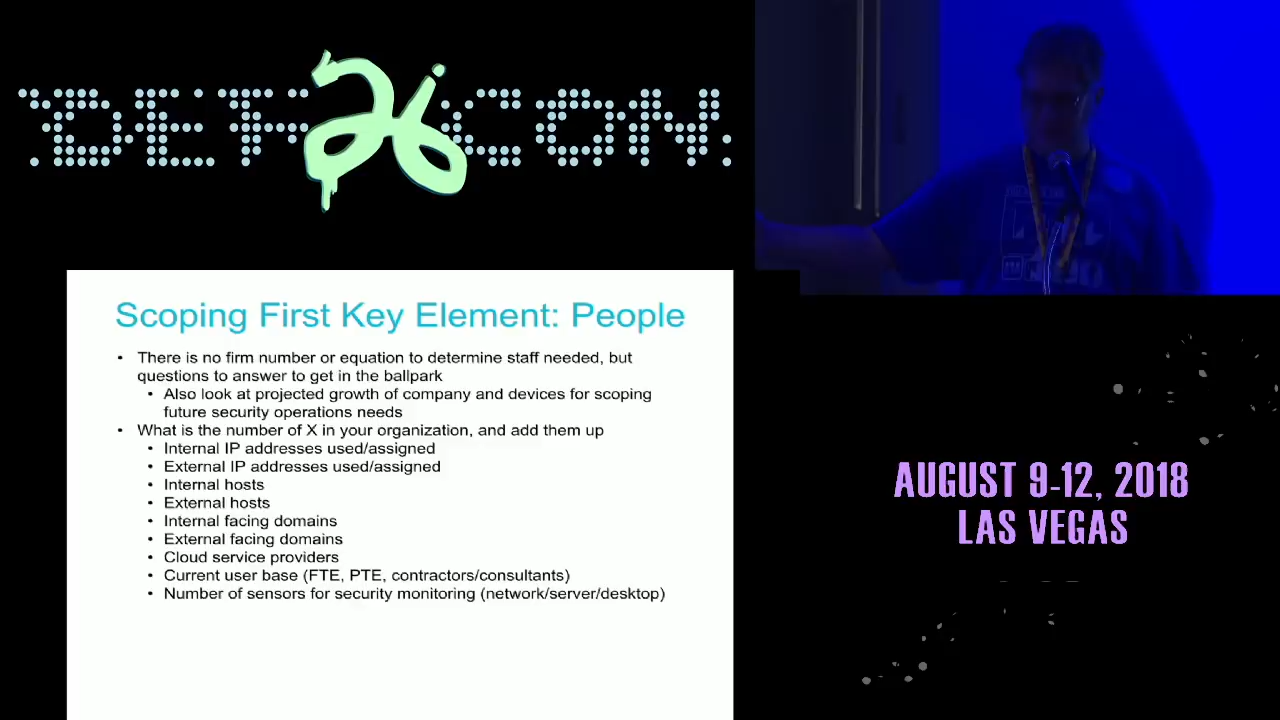 DEF 26 CON
Scoping First Key Element: People
• There is no firm number or equation to determine staff needed, but
questions to answer to get in the ballpark
• Also look at projected growth of company and devices for scoping
future security operations needs
• What is the number of X in your organization, and add them up
• Internal IP addresses used/assigned
• External IP addresses used/assigned
• Internal hosts
• External hosts
• Internal facing domains
• External facing domains
• Cloud service providers
• Current user base (FTE, PTE, contractors/consultants)
• Number of sensors for security monitoring (network/server/desktop)
AUGUST 9-12, 2018
LAS VEGAS